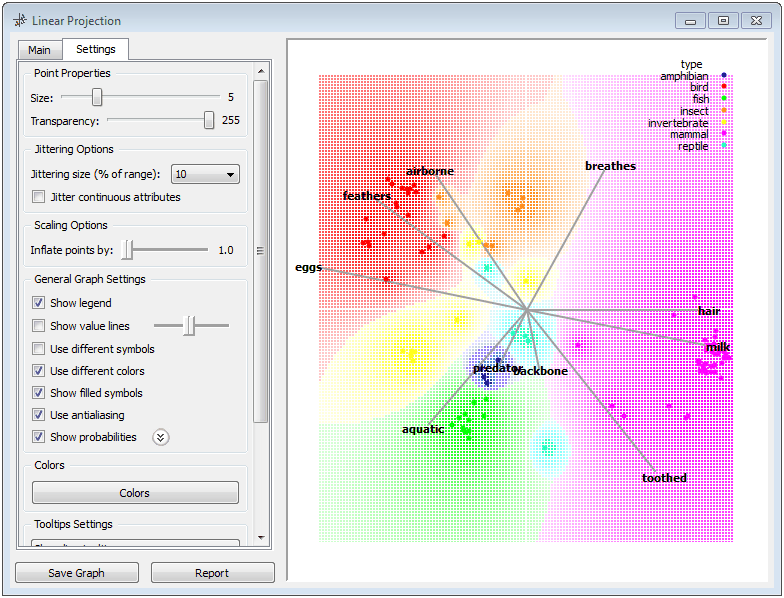 Linear Projection
Main
Settings
Point Properties
Size:
5
Transparency:
255
Jittering Options
Jittering size (% of range):
10
Jitter continuous attributes
Scaling Options
Inflate points by:
1.0
General Graph Settings
Show legend
Show value lines
Use different symbols
Use different colors
Show filled symbols
Use antialiasing
Show probabilities
Colors
Colors
Tooltips Settings
Save Graph
Report
type
amphibian
bird
fish
insect
invertebrate
mammal
reptile
airborne
breathes
feathers
eggs
hair
milk
predator
backbone
aquatic
toothed